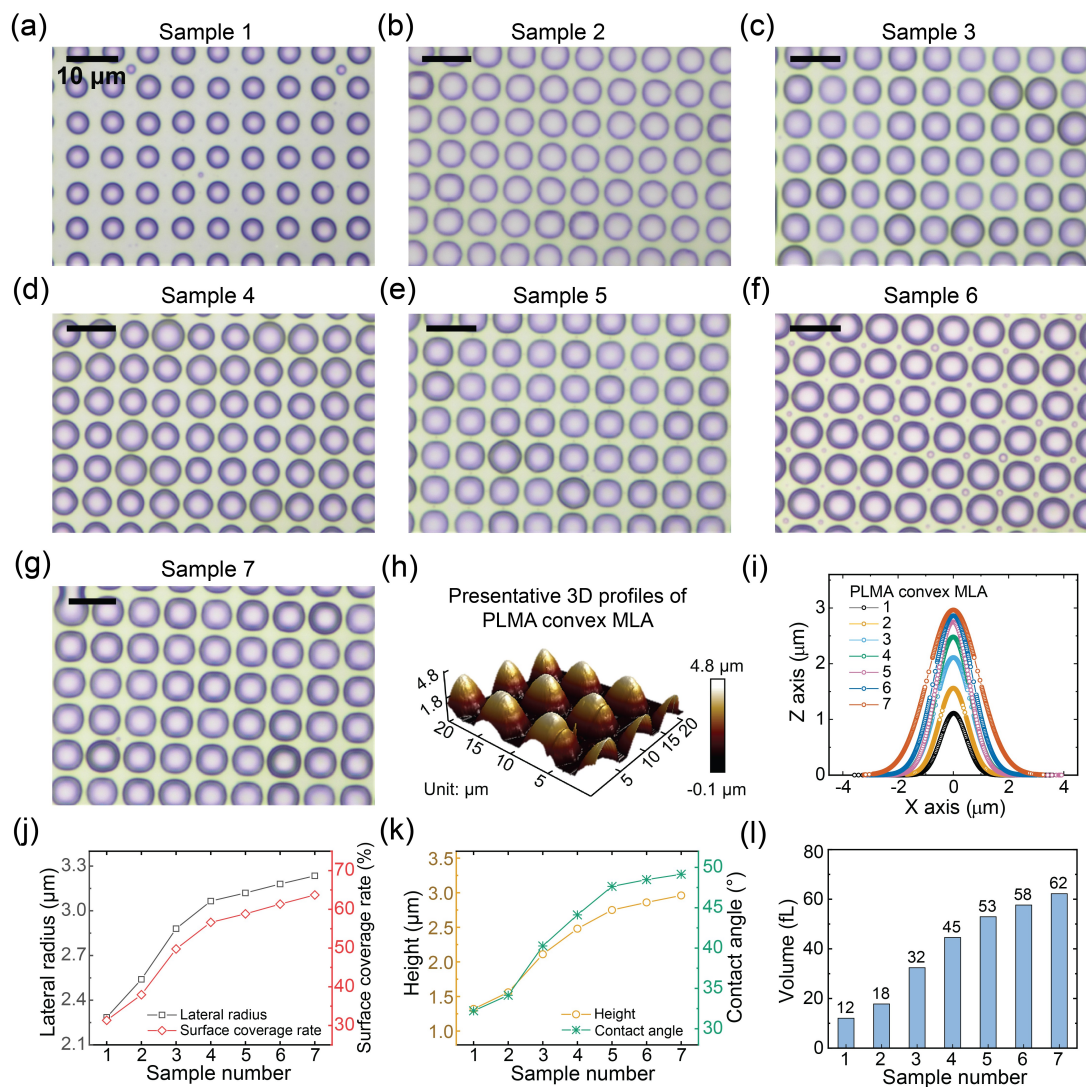 (a)
Sample 1
10 μm
(b)
Sample 2
(c)
Sample 3
(d)
Sample 4
(e)
Sample 5
(f)
Sample 6
(g)
Sample 7
(h)
Presentative 3D profiles of
PLMA convex MLA
4.8
1.8
20
15
10
5
5
10
15
20
Unit: μm
4.8 μm
-0.1 μm
(i)
PLMA convex MLA
1
2
3
4
5
6
7
Z axis (μm)
3
2
1
0
-4 -2 0 2 4
X axis (μm)
(j)
Lateral radius (μm)
3.3
3.0
2.7
2.4
2.1
Surface coverage rate (%)
70
60
50
40
30
Lateral radius
Surface coverage rate
1 2 3 4 5 6 7
Sample number
(k)
Height (μm)
3.5
3.0
2.5
2.0
1.5
1.0
Contact angle (°)
50
45
40
35
30
Height
Contact angle
1 2 3 4 5 6 7
Sample number
(l)
Volume (fL)
80
60
40
20
0
12 18 32 45 53 58 62
1 2 3 4 5 6 7
Sample number